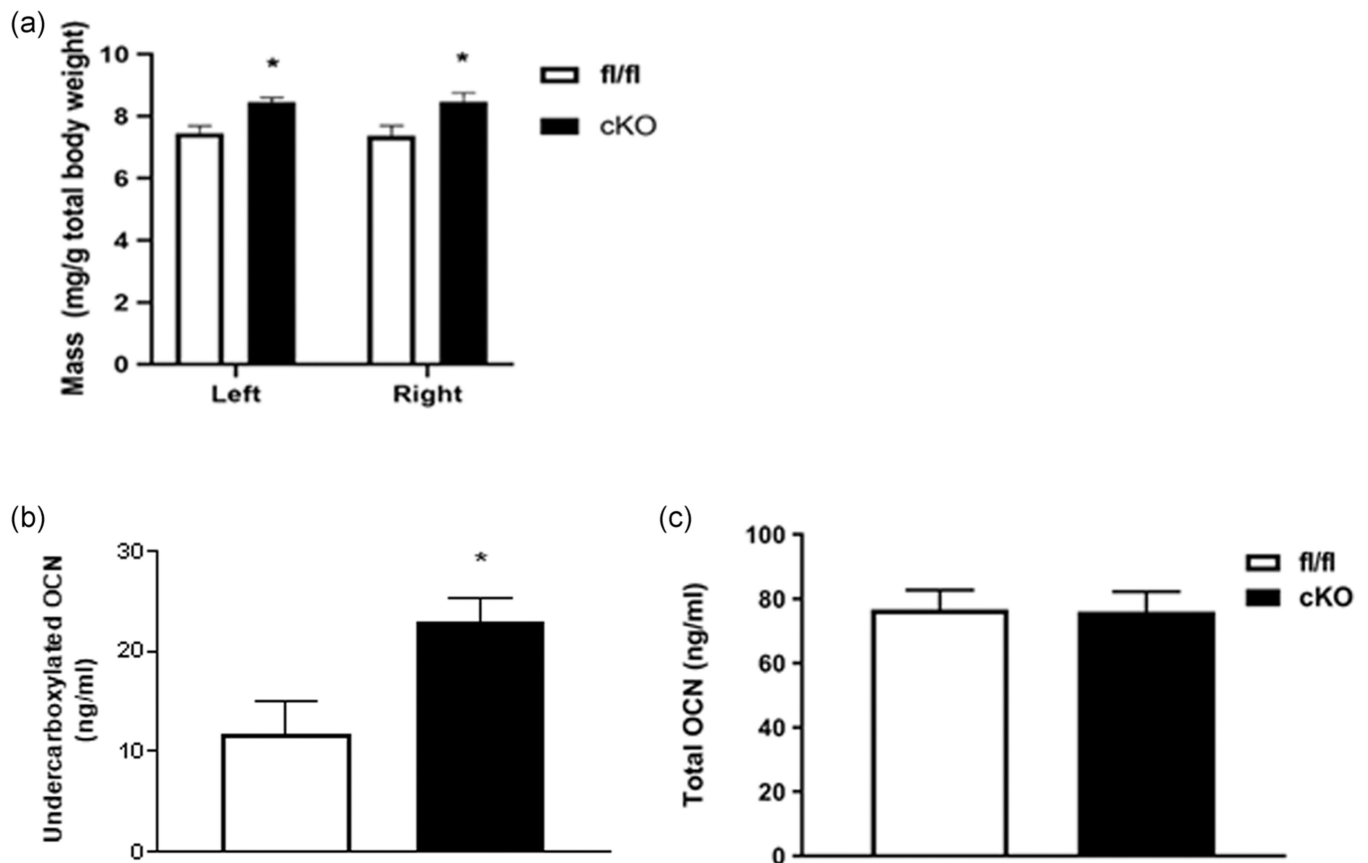 (a)
Mass (mg/g total body weight)
10
8
6
4
2
0
* *
Left Right
fl/fl
cKO
(b)
Undercarboxylated OCN
(ng/ml)
30
20
10
0
*
(c)
Total OCN (ng/ml)
100
80
60
40
20
0
fl/fl
cKO